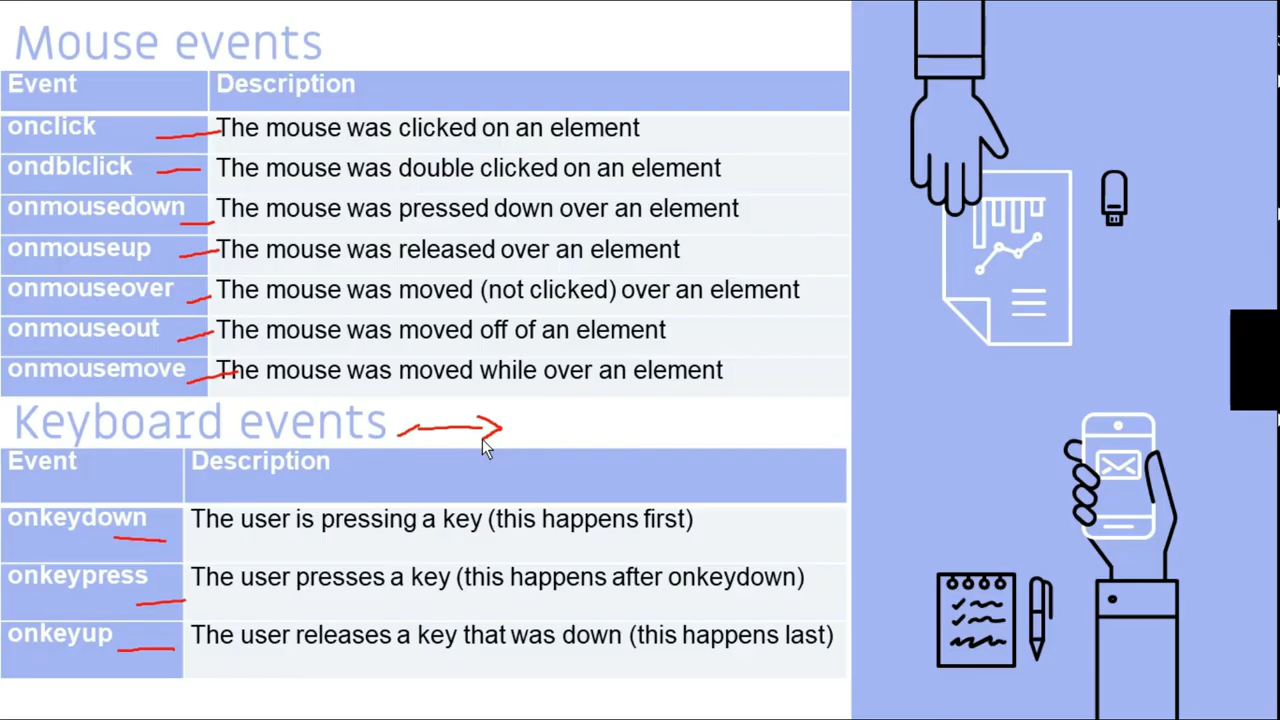 Mouse events
Event Description
onclick The mouse was clicked on an element
ondblclick The mouse was double clicked on an element
onmousedown The mouse was pressed down over an element
onmouseup The mouse was released over an element
onmouseover The mouse was moved (not clicked) over an element
onmouseout The mouse was moved off of an element
onmousemove The mouse was moved while over an element
Keyboard events
Event Description
onkeydown The user is pressing a key (this happens first)
onkeypress The user presses a key (this happens after onkeydown)
onkeyup The user releases a key that was down (this happens last)